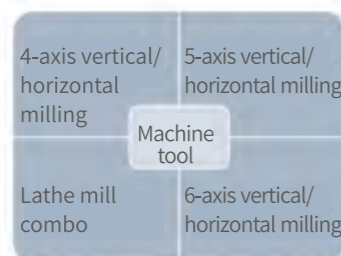 4-axis vertical/
horizontal
milling
5-axis vertical/
horizontal milling
Machine
tool
Lathe mill
combo
6-axis vertical/
horizontal milling